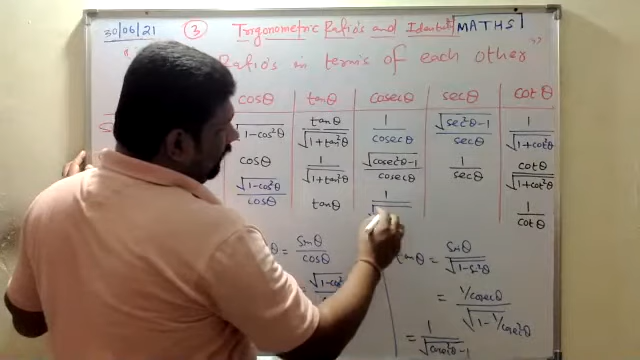 30/06/21 ③ Trigonometric Ratio's and Identity MATHS
Ratio's in terms of each other"
cosθ tanθ cosecθ secθ cotθ
√1-cos²θ tanθ/√1+tan²θ 1/cosecθ √sec²θ-1/secθ 1/√1+cot²θ
cosθ 1/√1+tan²θ √cosec²θ-1/cosecθ 1/secθ cotθ/√1+cot²θ
√1-cos²θ/cosθ tanθ 1/√ 1/cotθ
= sinθ/cosθ
tanθ = sinθ/√1-sin²θ
= 1/cosecθ/√1-1/cosec²θ
= 1/√cosec²θ-1